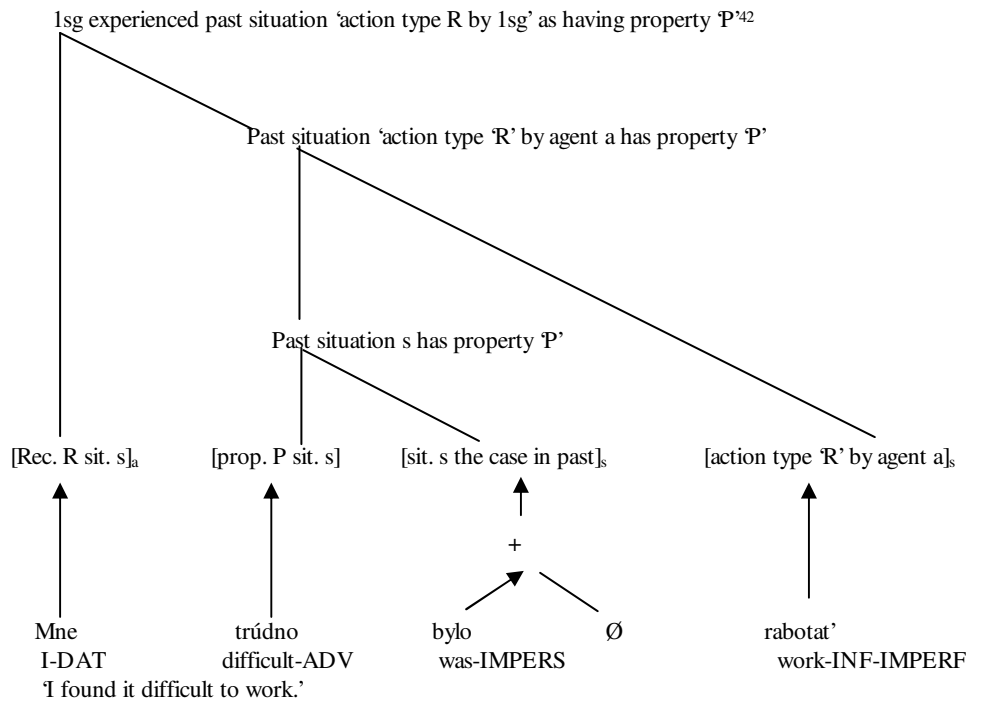 1sg experienced past situation ‘action type R by 1sg’ as having property ‘P’42
Past situation ‘action type ‘R’ by agent a has property ‘P’
Past situation s has property ‘P’
[Rec. R sit. s]a [prop. P sit. s] [sit. s the case in past]s [action type ‘R’ by agent a]s
+
Mne trúdno bylo Ø rabotat’
I-DAT difficult-ADV was-IMPERS work-INF-IMPERF
‘I found it difficult to work.’